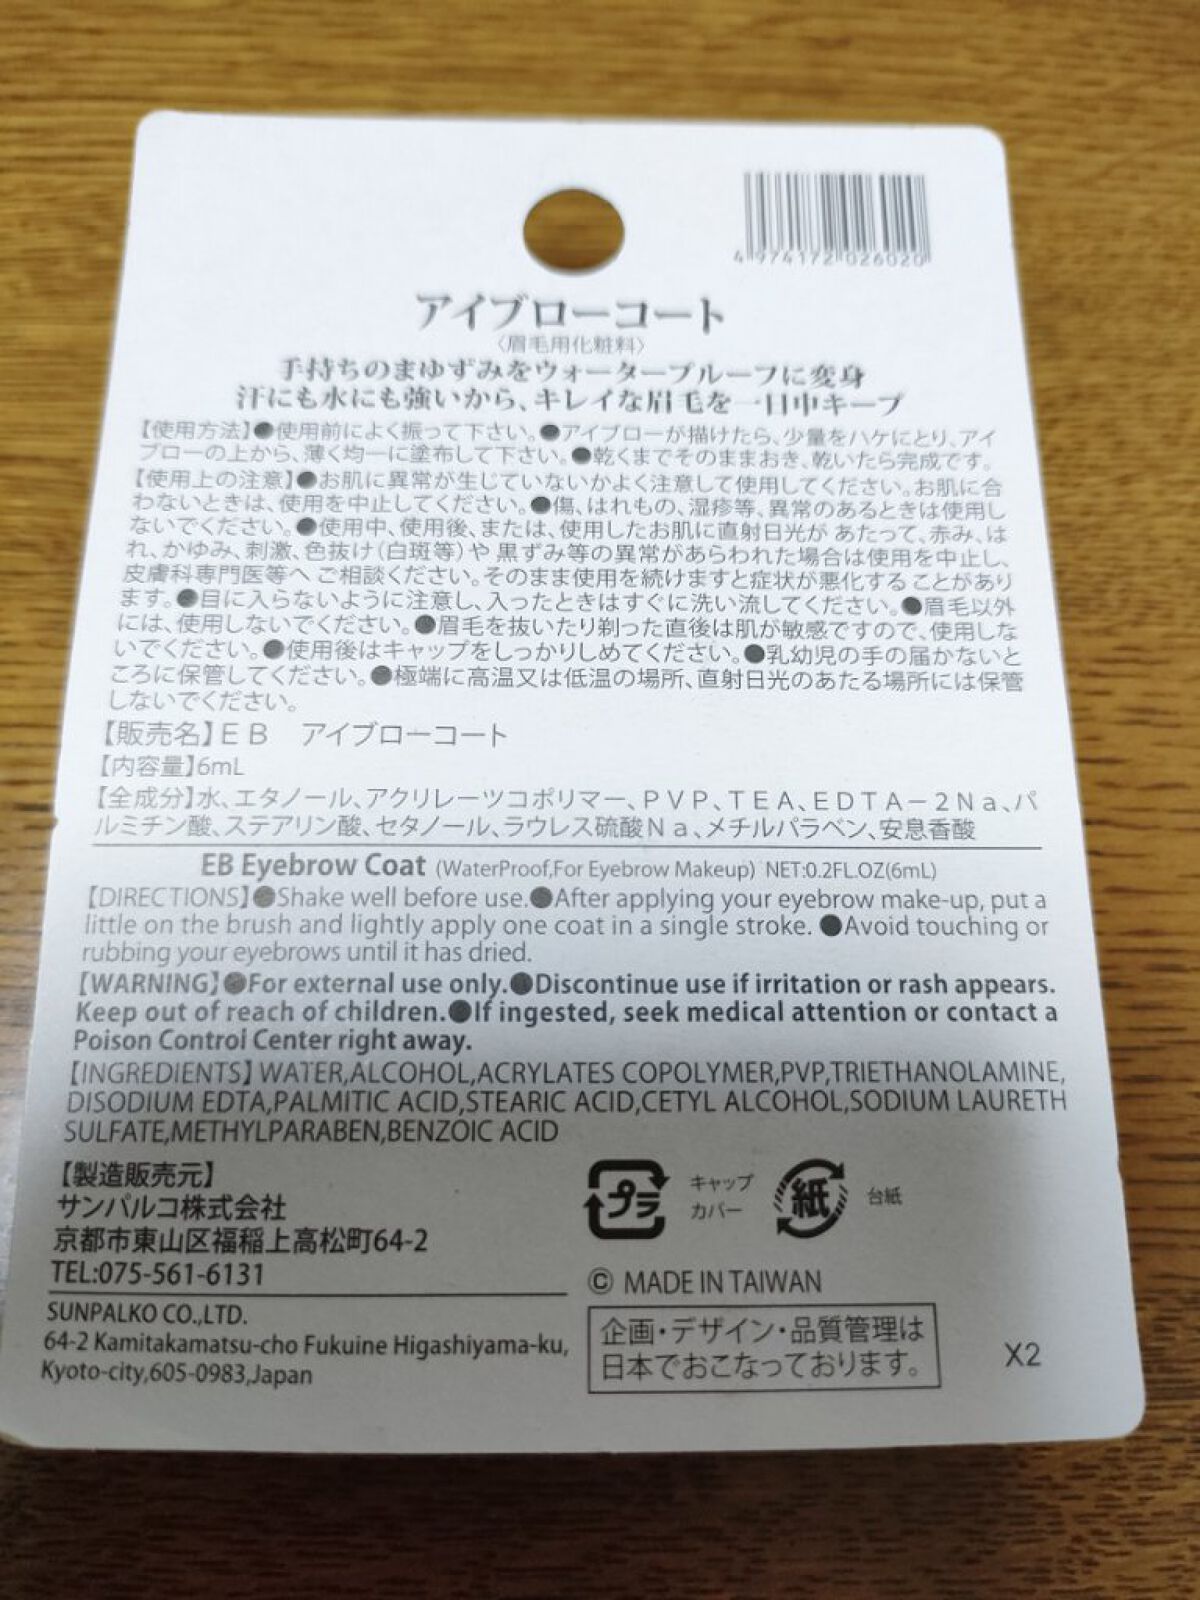 4 974172 026020
アイブローコート
〈眉毛用化粧料〉
手持ちのまゆずみをウォータープルーフに変身
汗にも水にも強いから、キレイな眉毛を一日中キープ
【使用方法】●使用前によく振って下さい。●アイブローが描けたら、少量をハケにとり、アイ
ブローの上から、薄く均一に塗布して下さい。●乾くまでそのままおき、乾いたら完成です。
【使用上の注意】●お肌に異常が生じていないかよく注意して使用してください。お肌に合
わないときは、使用を中止してください。●傷、はれもの、湿疹等、異常のあるときは使用し
ないでください。●使用中、使用後、または、使用したお肌に直射日光が あたって、赤み、は
れ、かゆみ、刺激、色抜け(白斑等)や 黒ずみ等の異常があらわれた場合は使用を中止し、
皮膚科専門医等へ ご相談ください。そのまま使用を続けますと症状が悪化する ことがあり
ます。●目に入らないように注意し、入ったときはすぐに洗い流してください。●眉毛以外
には、使用しないでください。●眉毛を抜いたり剃った直後は肌が敏感ですので、使用しな
いでください。●使用後はキャップをしっかりしめてください。●乳幼児の手の届かないと
ころに保管してください。●極端に高温又は低温の場所、直射日光のあたる場所には保管
しないでください。
【販売名】EB アイブローコート
【内容量】6mL
【全成分】水、エタノール、アクリレーツコポリマー、PVP、TEA、EDTA－2Na、パ
ルミチン酸、ステアリン酸、セタノール、ラウレス硫酸Na、メチルパラベン、安息香酸
EB Eyebrow Coat (WaterProof,For Eyebrow Makeup) NET:0.2FL.OZ(6mL)
【DIRECTIONS】●Shake well before use.●After applying your eyebrow make-up, put a
little on the brush and lightly apply one coat in a single stroke. ●Avoid touching or
rubbing your eyebrows until it has dried.
【WARNING】●For external use only.●Discontinue use if irritation or rash appears.
Keep out of reach of children.●If ingested, seek medical attention or contact a
Poison Control Center right away.
【INGREDIENTS】WATER,ALCOHOL,ACRYLATES COPOLYMER,PVP,TRIETHANOLAMINE,
DISODIUM EDTA,PALMITIC ACID,STEARIC ACID,CETYL ALCOHOL,SODIUM LAURETH
SULFATE,METHYLPARABEN,BENZOIC ACID
【製造販売元】
サンパルコ株式会社
京都市東山区福稲上高松町64-2
TEL:075-561-6131
SUNPALKO CO.,LTD.
64-2 Kamitakamatsu-cho Fukuine Higashiyama-ku,
Kyoto-city,605-0983,Japan
プラ
キャップ
カバー
紙
台紙
© MADE IN TAIWAN
企画・デザイン・品質管理は
日本でおこなっております。
X2